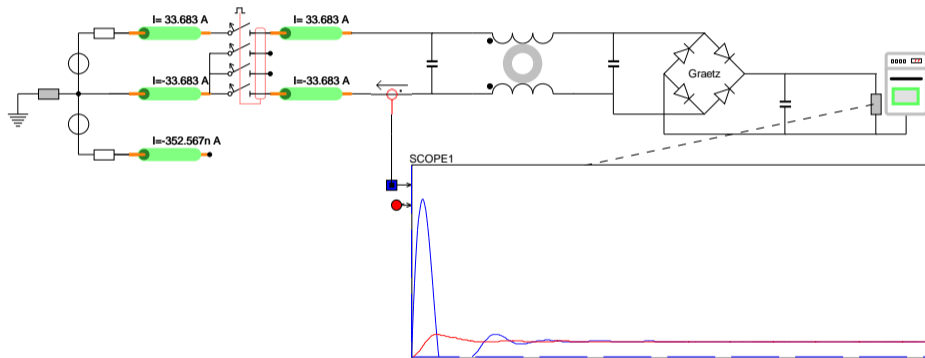 I= 33.683 A
I= 33.683 A
I=-33.683 A
I=-33.683 A
Graetz
I=-352.567n A
SCOPE1